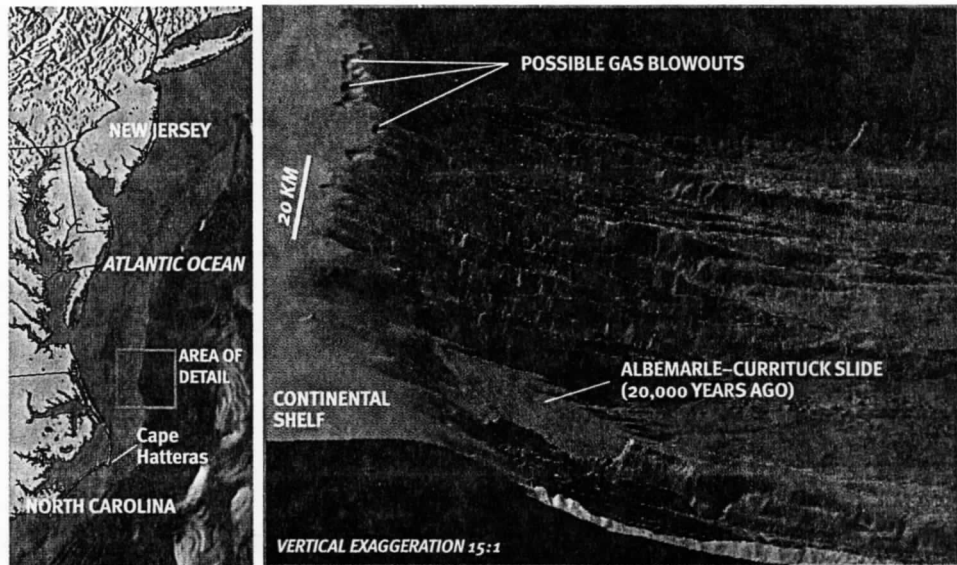 NEW JERSEY
ATLANTIC OCEAN
AREA OF
DETAIL
Cape
Hatteras
NORTH CAROLINA
POSSIBLE GAS BLOWOUTS
20 KM
ALBEMARLE–CURRITUCK SLIDE
(20,000 YEARS AGO)
CONTINENTAL
SHELF
VERTICAL EXAGGERATION 15:1